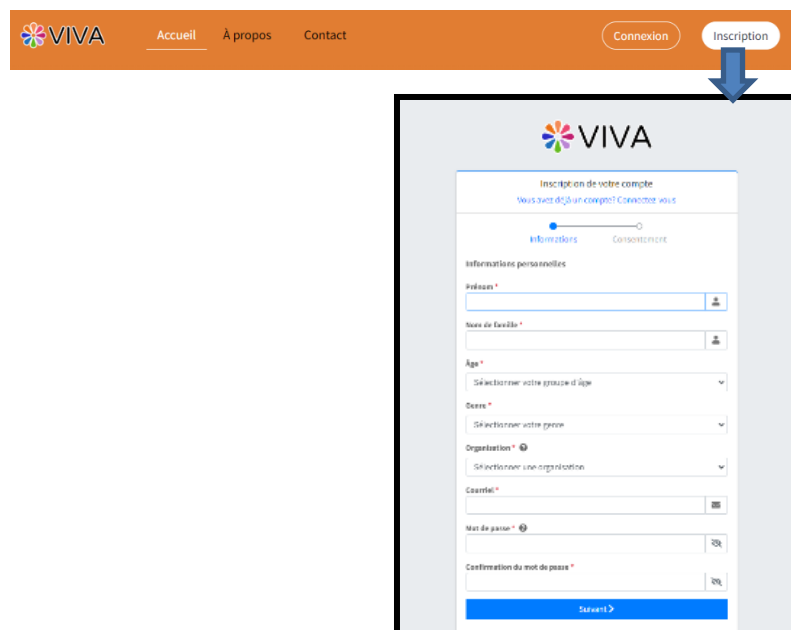 VIVA Accueil À propos Contact Connexion Inscription
VIVA
Inscription de votre compte
Vous avez déjà un compte? Connectez vous
Informations Consentement
Informations personnelles
Prénom *
Nom de famille *
Âge *
Sélectionner votre groupe d'âge
Genre *
Sélectionner votre genre
Organisation *
Sélectionner une organisation
Courriel *
Mot de passe *
Confirmation du mot de passe *
Suivant